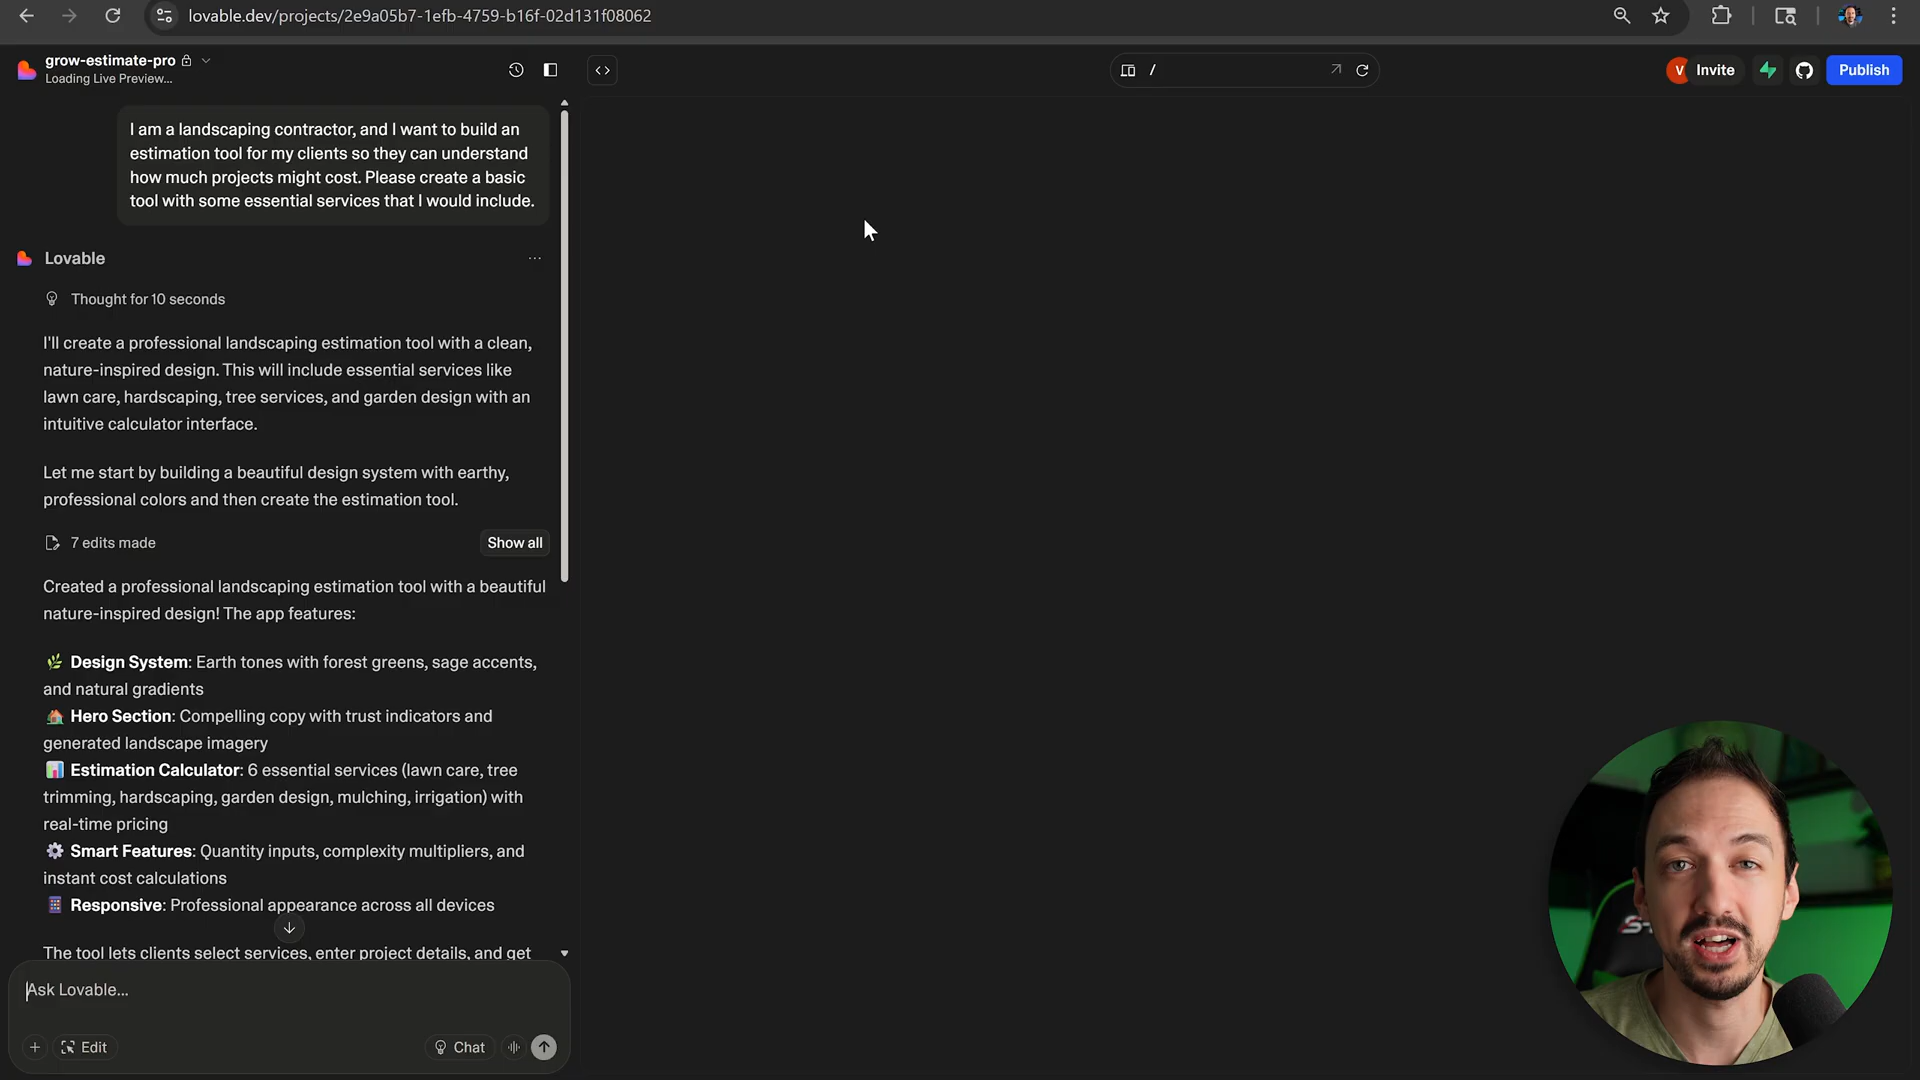 lovable.dev/projects/2e9a05b7-1efb-4759-b16f-02d131f08062
grow-estimate-pro
Loading Live Preview...
/
V
Invite
Publish
I am a landscaping contractor, and I want to build an
estimation tool for my clients so they can understand
how much projects might cost. Please create a basic
tool with some essential services that I would include.
Lovable
Thought for 10 seconds
I'll create a professional landscaping estimation tool with a clean,
nature-inspired design. This will include essential services like
lawn care, hardscaping, tree services, and garden design with an
intuitive calculator interface.
Let me start by building a beautiful design system with earthy,
professional colors and then create the estimation tool.
7 edits made
Show all
Created a professional landscaping estimation tool with a beautiful
nature-inspired design! The app features:
🌿 Design System: Earth tones with forest greens, sage accents,
and natural gradients
🏡 Hero Section: Compelling copy with trust indicators and
generated landscape imagery
📊 Estimation Calculator: 6 essential services (lawn care, tree
trimming, hardscaping, garden design, mulching, irrigation) with
real-time pricing
⚙️ Smart Features: Quantity inputs, complexity multipliers, and
instant cost calculations
📱 Responsive: Professional appearance across all devices
The tool lets clients select services, enter project details, and get
Ask Lovable...
Edit
Chat